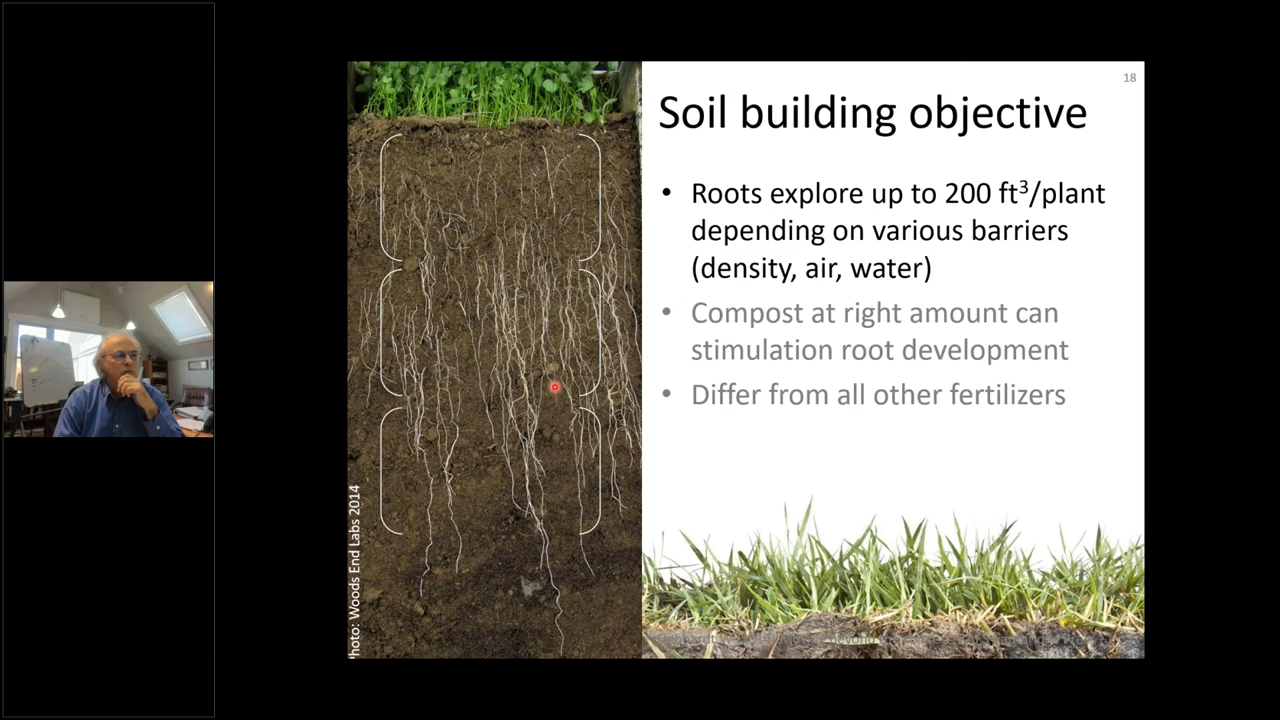 18
Soil building objective
• Roots explore up to 200 ft³/plant
depending on various barriers
(density, air, water)
• Compost at right amount can
stimulation root development
• Differ from all other fertilizers
Photo: Woods End Labs 2014
beyond